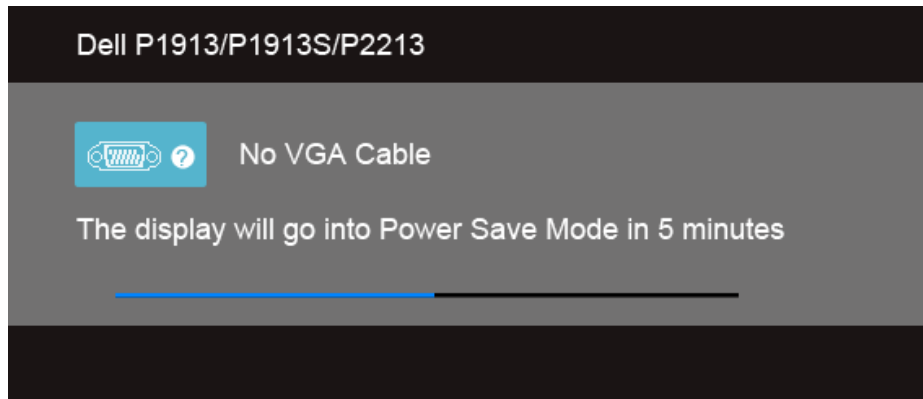 Dell P1913/P1913S/P2213
No VGA Cable
The display will go into Power Save Mode in 5 minutes